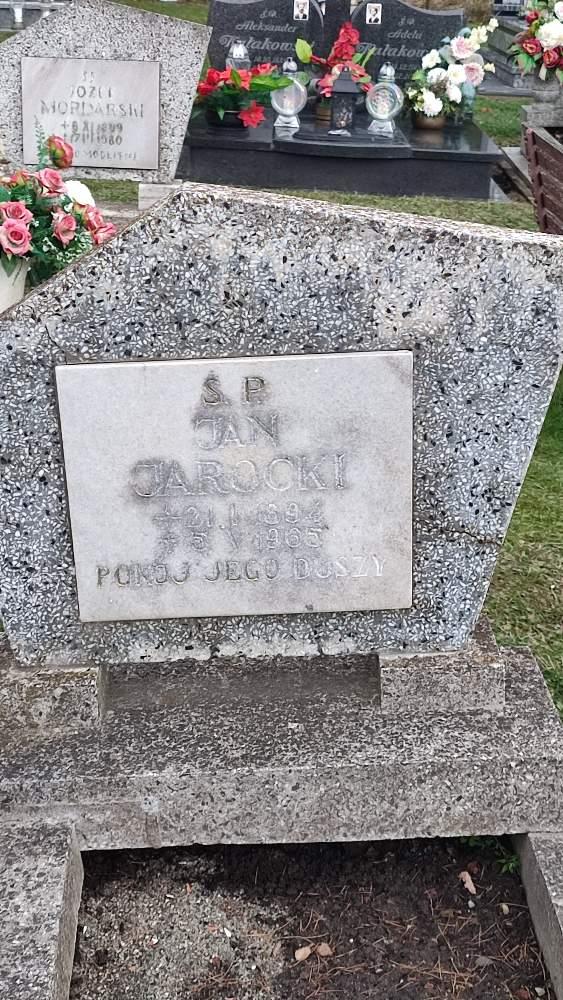 Ś.P.
Aleksander
Ś.P.
Adela
JÓZEF
MORDARSKI
S.P.
JAN
JAROCKI
21.I.1894
5.V.1965
POKÓJ JEGO DUSZY